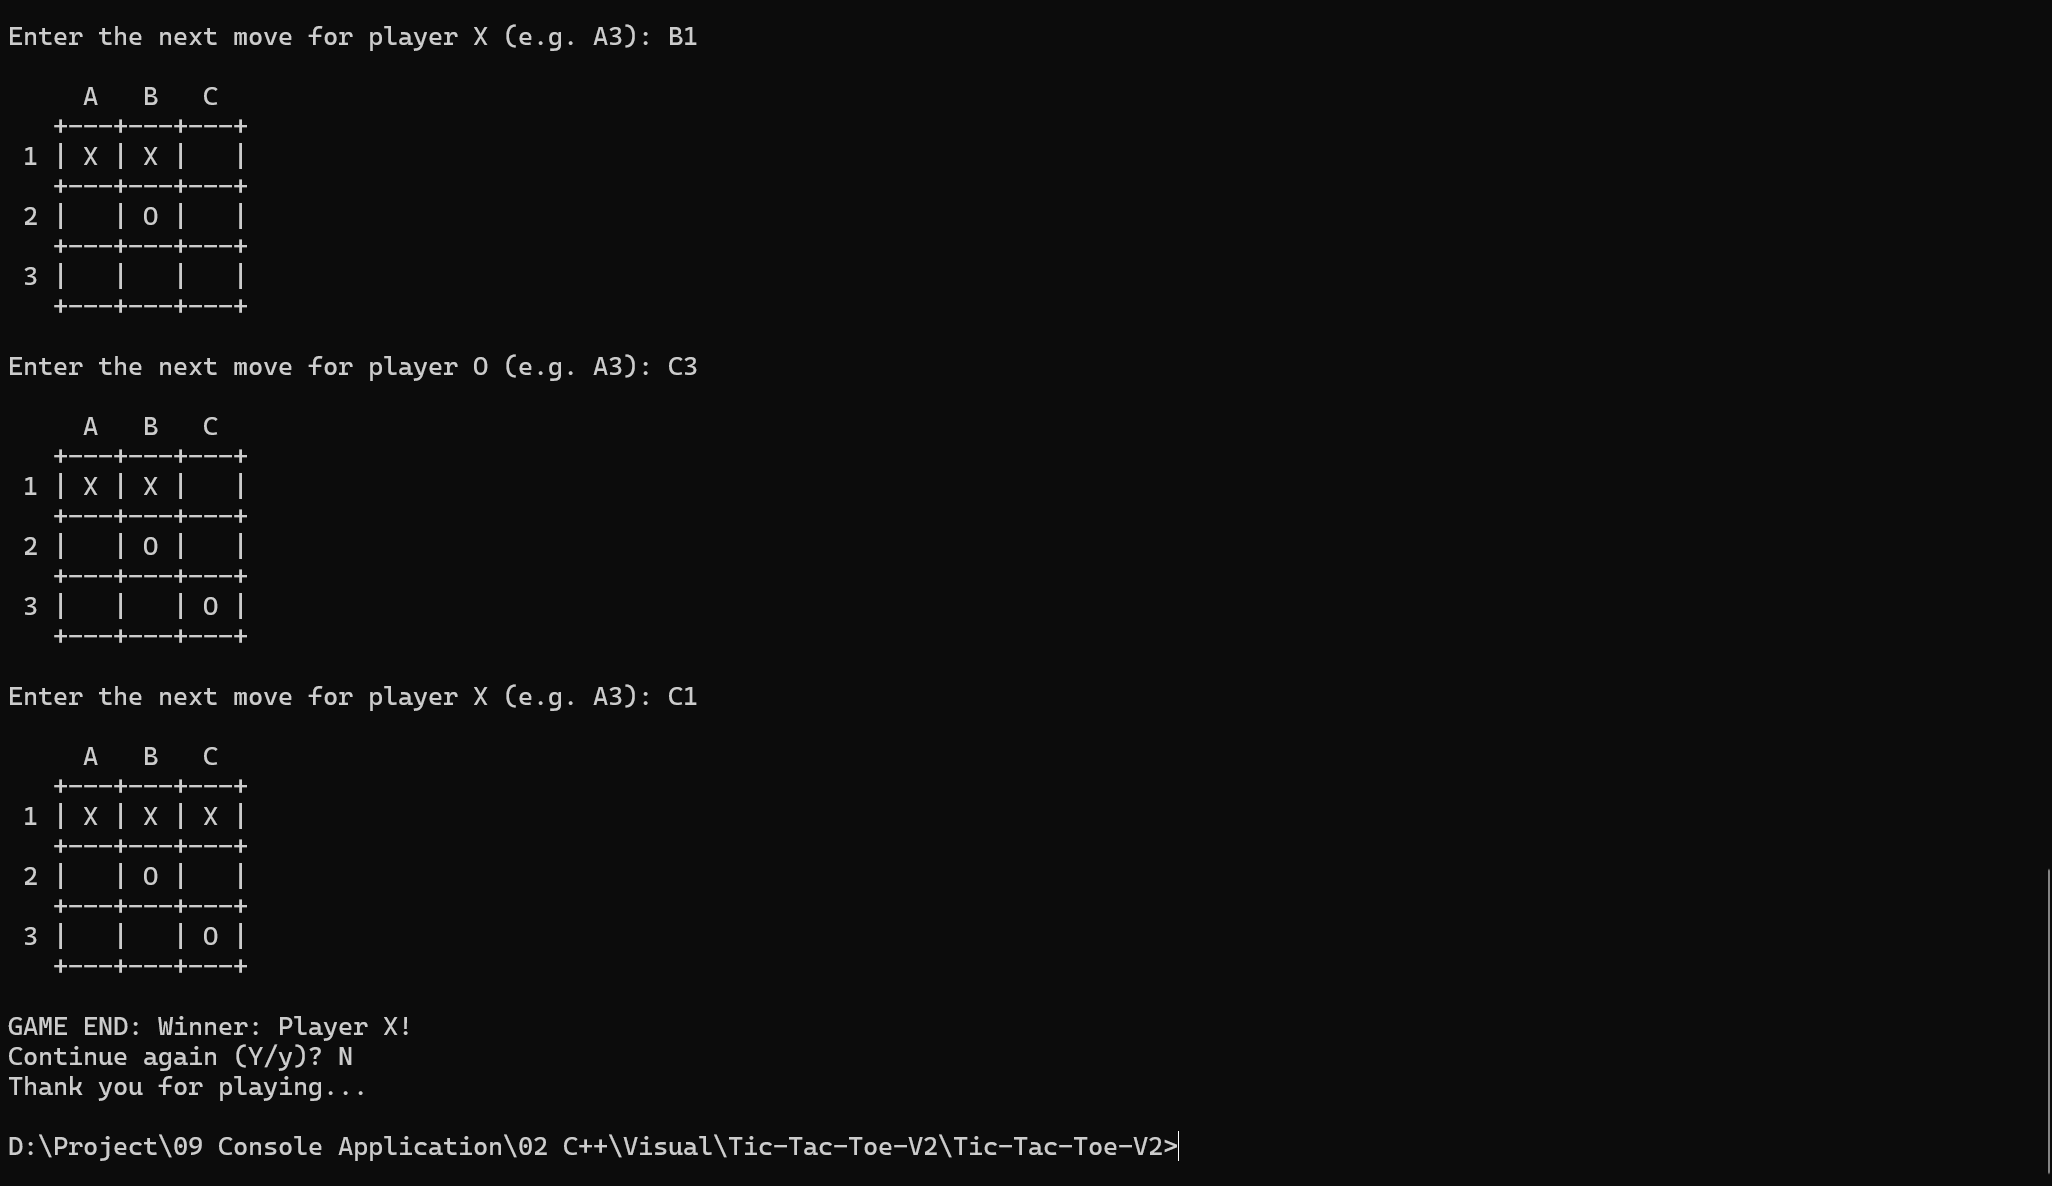 Enter the next move for player X (e.g. A3): B1

     A   B   C
   +---+---+---+
 1 | X | X |   |
   +---+---+---+
 2 |   | O |   |
   +---+---+---+
 3 |   |   |   |
   +---+---+---+

Enter the next move for player O (e.g. A3): C3

     A   B   C
   +---+---+---+
 1 | X | X |   |
   +---+---+---+
 2 |   | O |   |
   +---+---+---+
 3 |   |   | O |
   +---+---+---+

Enter the next move for player X (e.g. A3): C1

     A   B   C
   +---+---+---+
 1 | X | X | X |
   +---+---+---+
 2 |   | O |   |
   +---+---+---+
 3 |   |   | O |
   +---+---+---+

GAME END: Winner: Player X!
Continue again (Y/y)? N
Thank you for playing...

D:\Project\09 Console Application\02 C++\Visual\Tic-Tac-Toe-V2\Tic-Tac-Toe-V2>